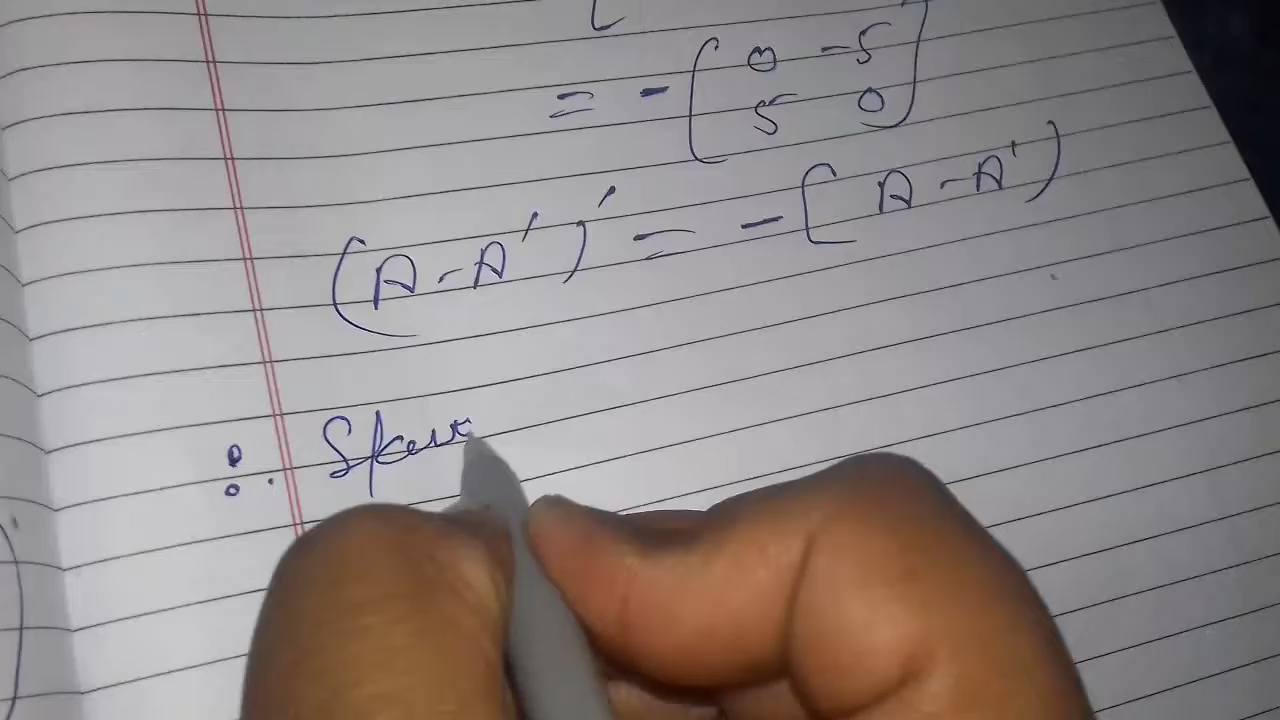 = - [ 0 -5
5 0 ]
(A - A')' = - [ A - A' )
∴ Skew